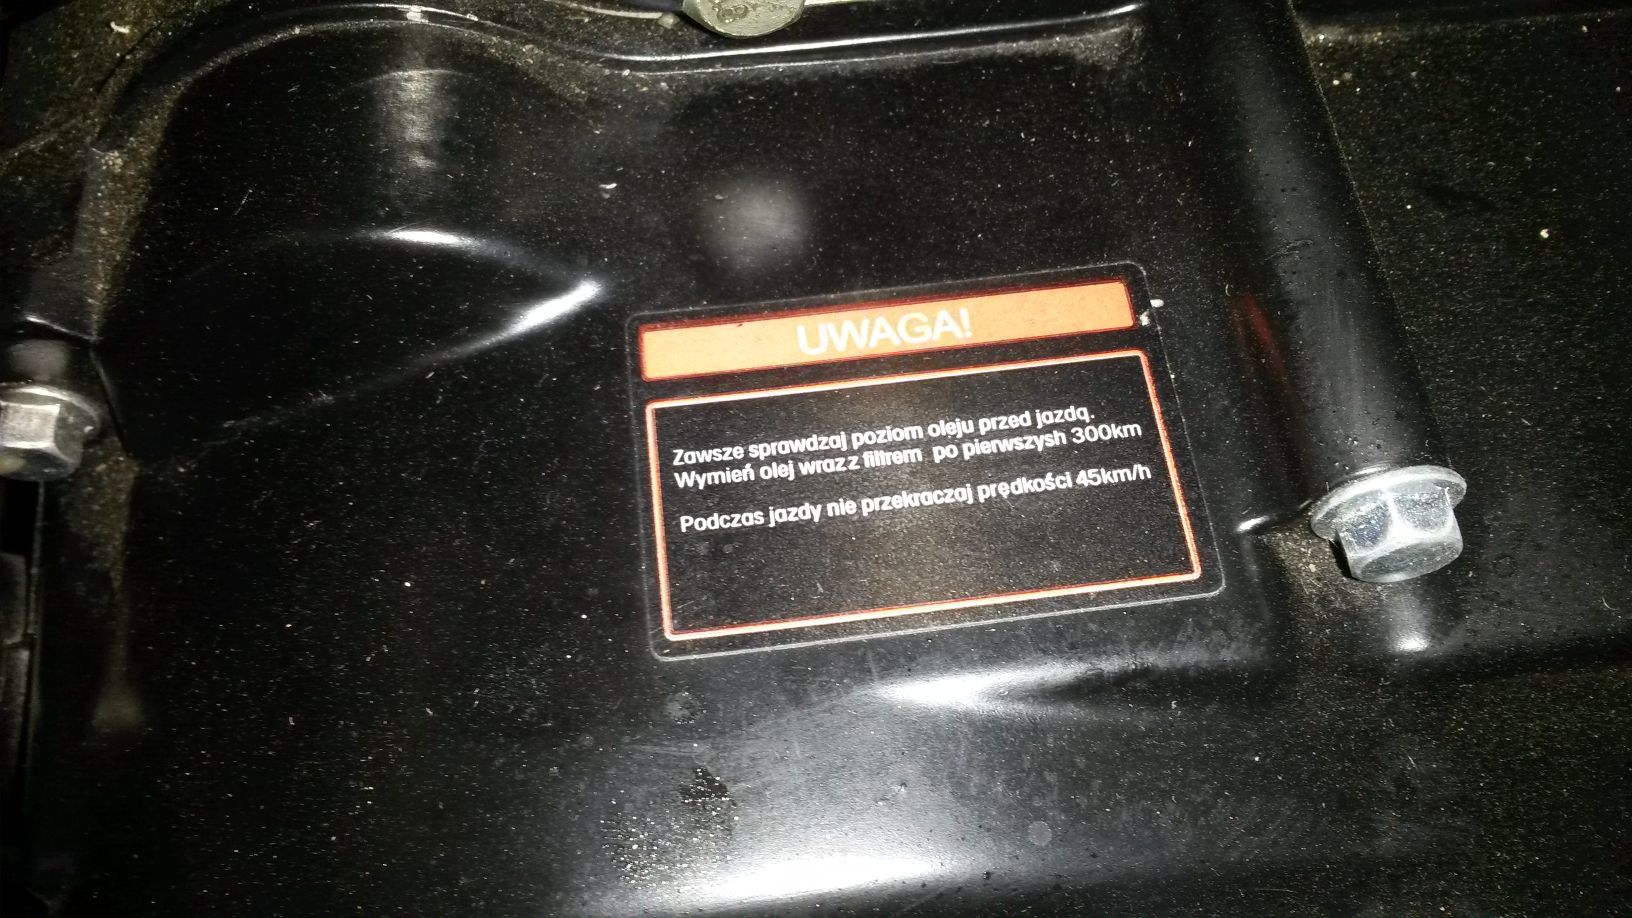 UWAGA!
Zawsze sprawdzaj poziom oleju przed jazdą.
Wymień olej wraz z filtrem po pierwszysh 300km
Podczas jazdy nie przekraczaj prędkości 45km/h